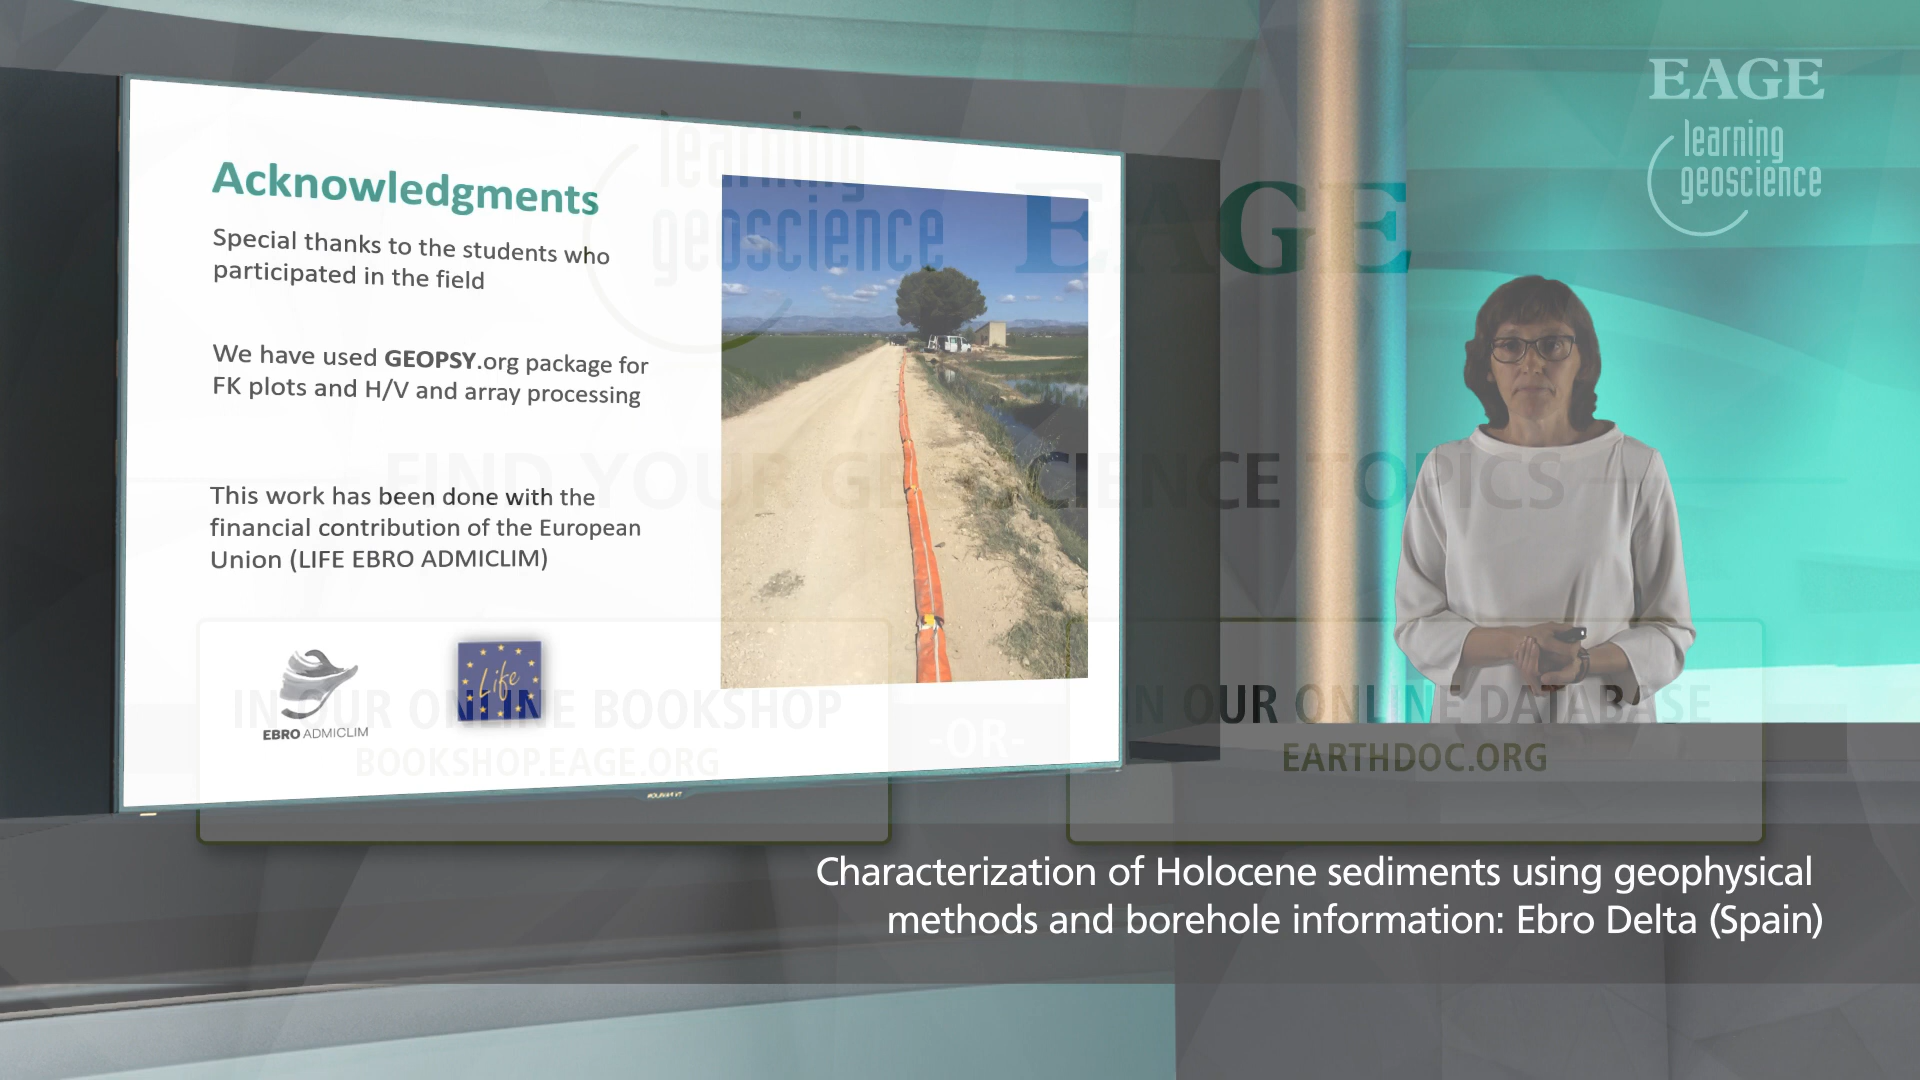 Acknowledgments
Special thanks to the students who
participated in the field
We have used GEOPSY.org package for
FK plots and H/V and array processing
This work has been done with the
financial contribution of the European
Union (LIFE EBRO ADMICLIM)
EBRO ADMICLIM
Life
learning
geoscience
EAGE
FIND YOUR GEOSCIENCE TOPICS
IN OUR ONLINE BOOKSHOP
BOOKSHOP.EAGE.ORG
-OR-
IN OUR ONLINE DATABASE
EARTHDOC.ORG
EAGE
learning
geoscience
Characterization of Holocene sediments using geophysical
methods and borehole information: Ebro Delta (Spain)